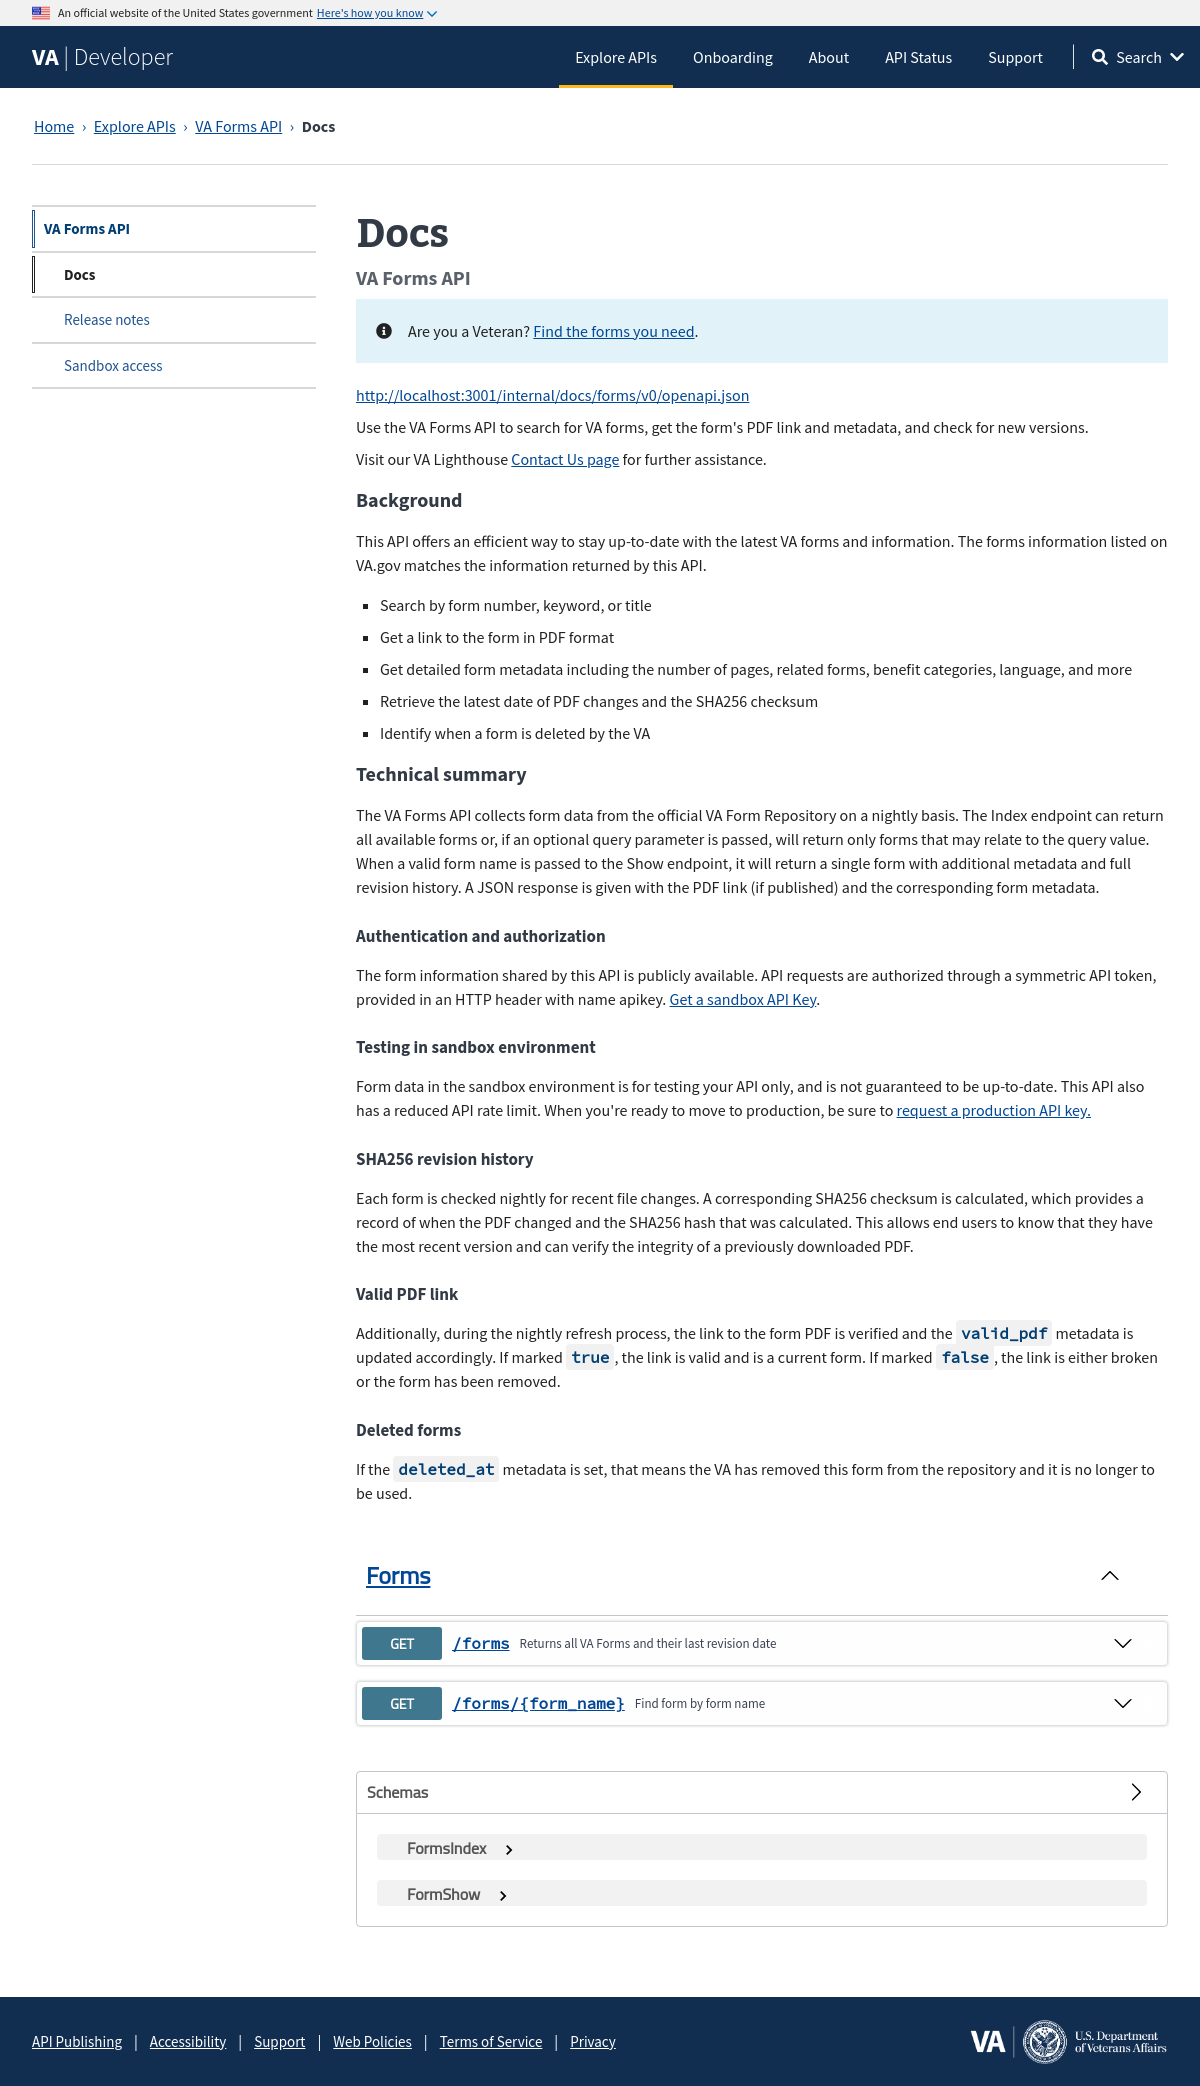 An official website of the United States government Here's how you know
VA | Developer
Explore APIs
Onboarding
About
API Status
Support
Search
Home › Explore APIs › VA Forms API › Docs
VA Forms API
Docs
Release notes
Sandbox access
Docs
VA Forms API
Are you a Veteran? Find the forms you need.
http://localhost:3001/internal/docs/forms/v0/openapi.json
Use the VA Forms API to search for VA forms, get the form's PDF link and metadata, and check for new versions.
Visit our VA Lighthouse Contact Us page for further assistance.
Background
This API offers an efficient way to stay up-to-date with the latest VA forms and information. The forms information listed on
VA.gov matches the information returned by this API.
Search by form number, keyword, or title
Get a link to the form in PDF format
Get detailed form metadata including the number of pages, related forms, benefit categories, language, and more
Retrieve the latest date of PDF changes and the SHA256 checksum
Identify when a form is deleted by the VA
Technical summary
The VA Forms API collects form data from the official VA Form Repository on a nightly basis. The Index endpoint can return
all available forms or, if an optional query parameter is passed, will return only forms that may relate to the query value.
When a valid form name is passed to the Show endpoint, it will return a single form with additional metadata and full
revision history. A JSON response is given with the PDF link (if published) and the corresponding form metadata.
Authentication and authorization
The form information shared by this API is publicly available. API requests are authorized through a symmetric API token,
provided in an HTTP header with name apikey. Get a sandbox API Key.
Testing in sandbox environment
Form data in the sandbox environment is for testing your API only, and is not guaranteed to be up-to-date. This API also
has a reduced API rate limit. When you're ready to move to production, be sure to request a production API key.
SHA256 revision history
Each form is checked nightly for recent file changes. A corresponding SHA256 checksum is calculated, which provides a
record of when the PDF changed and the SHA256 hash that was calculated. This allows end users to know that they have
the most recent version and can verify the integrity of a previously downloaded PDF.
Valid PDF link
Additionally, during the nightly refresh process, the link to the form PDF is verified and the valid_pdf metadata is
updated accordingly. If marked true, the link is valid and is a current form. If marked false, the link is either broken
or the form has been removed.
Deleted forms
If the deleted_at metadata is set, that means the VA has removed this form from the repository and it is no longer to
be used.
Forms
GET /forms Returns all VA Forms and their last revision date
GET /forms/{form_name} Find form by form name
Schemas
FormsIndex
FormShow
API Publishing | Accessibility | Support | Web Policies | Terms of Service | Privacy
VA
U.S. Department
of Veterans Affairs